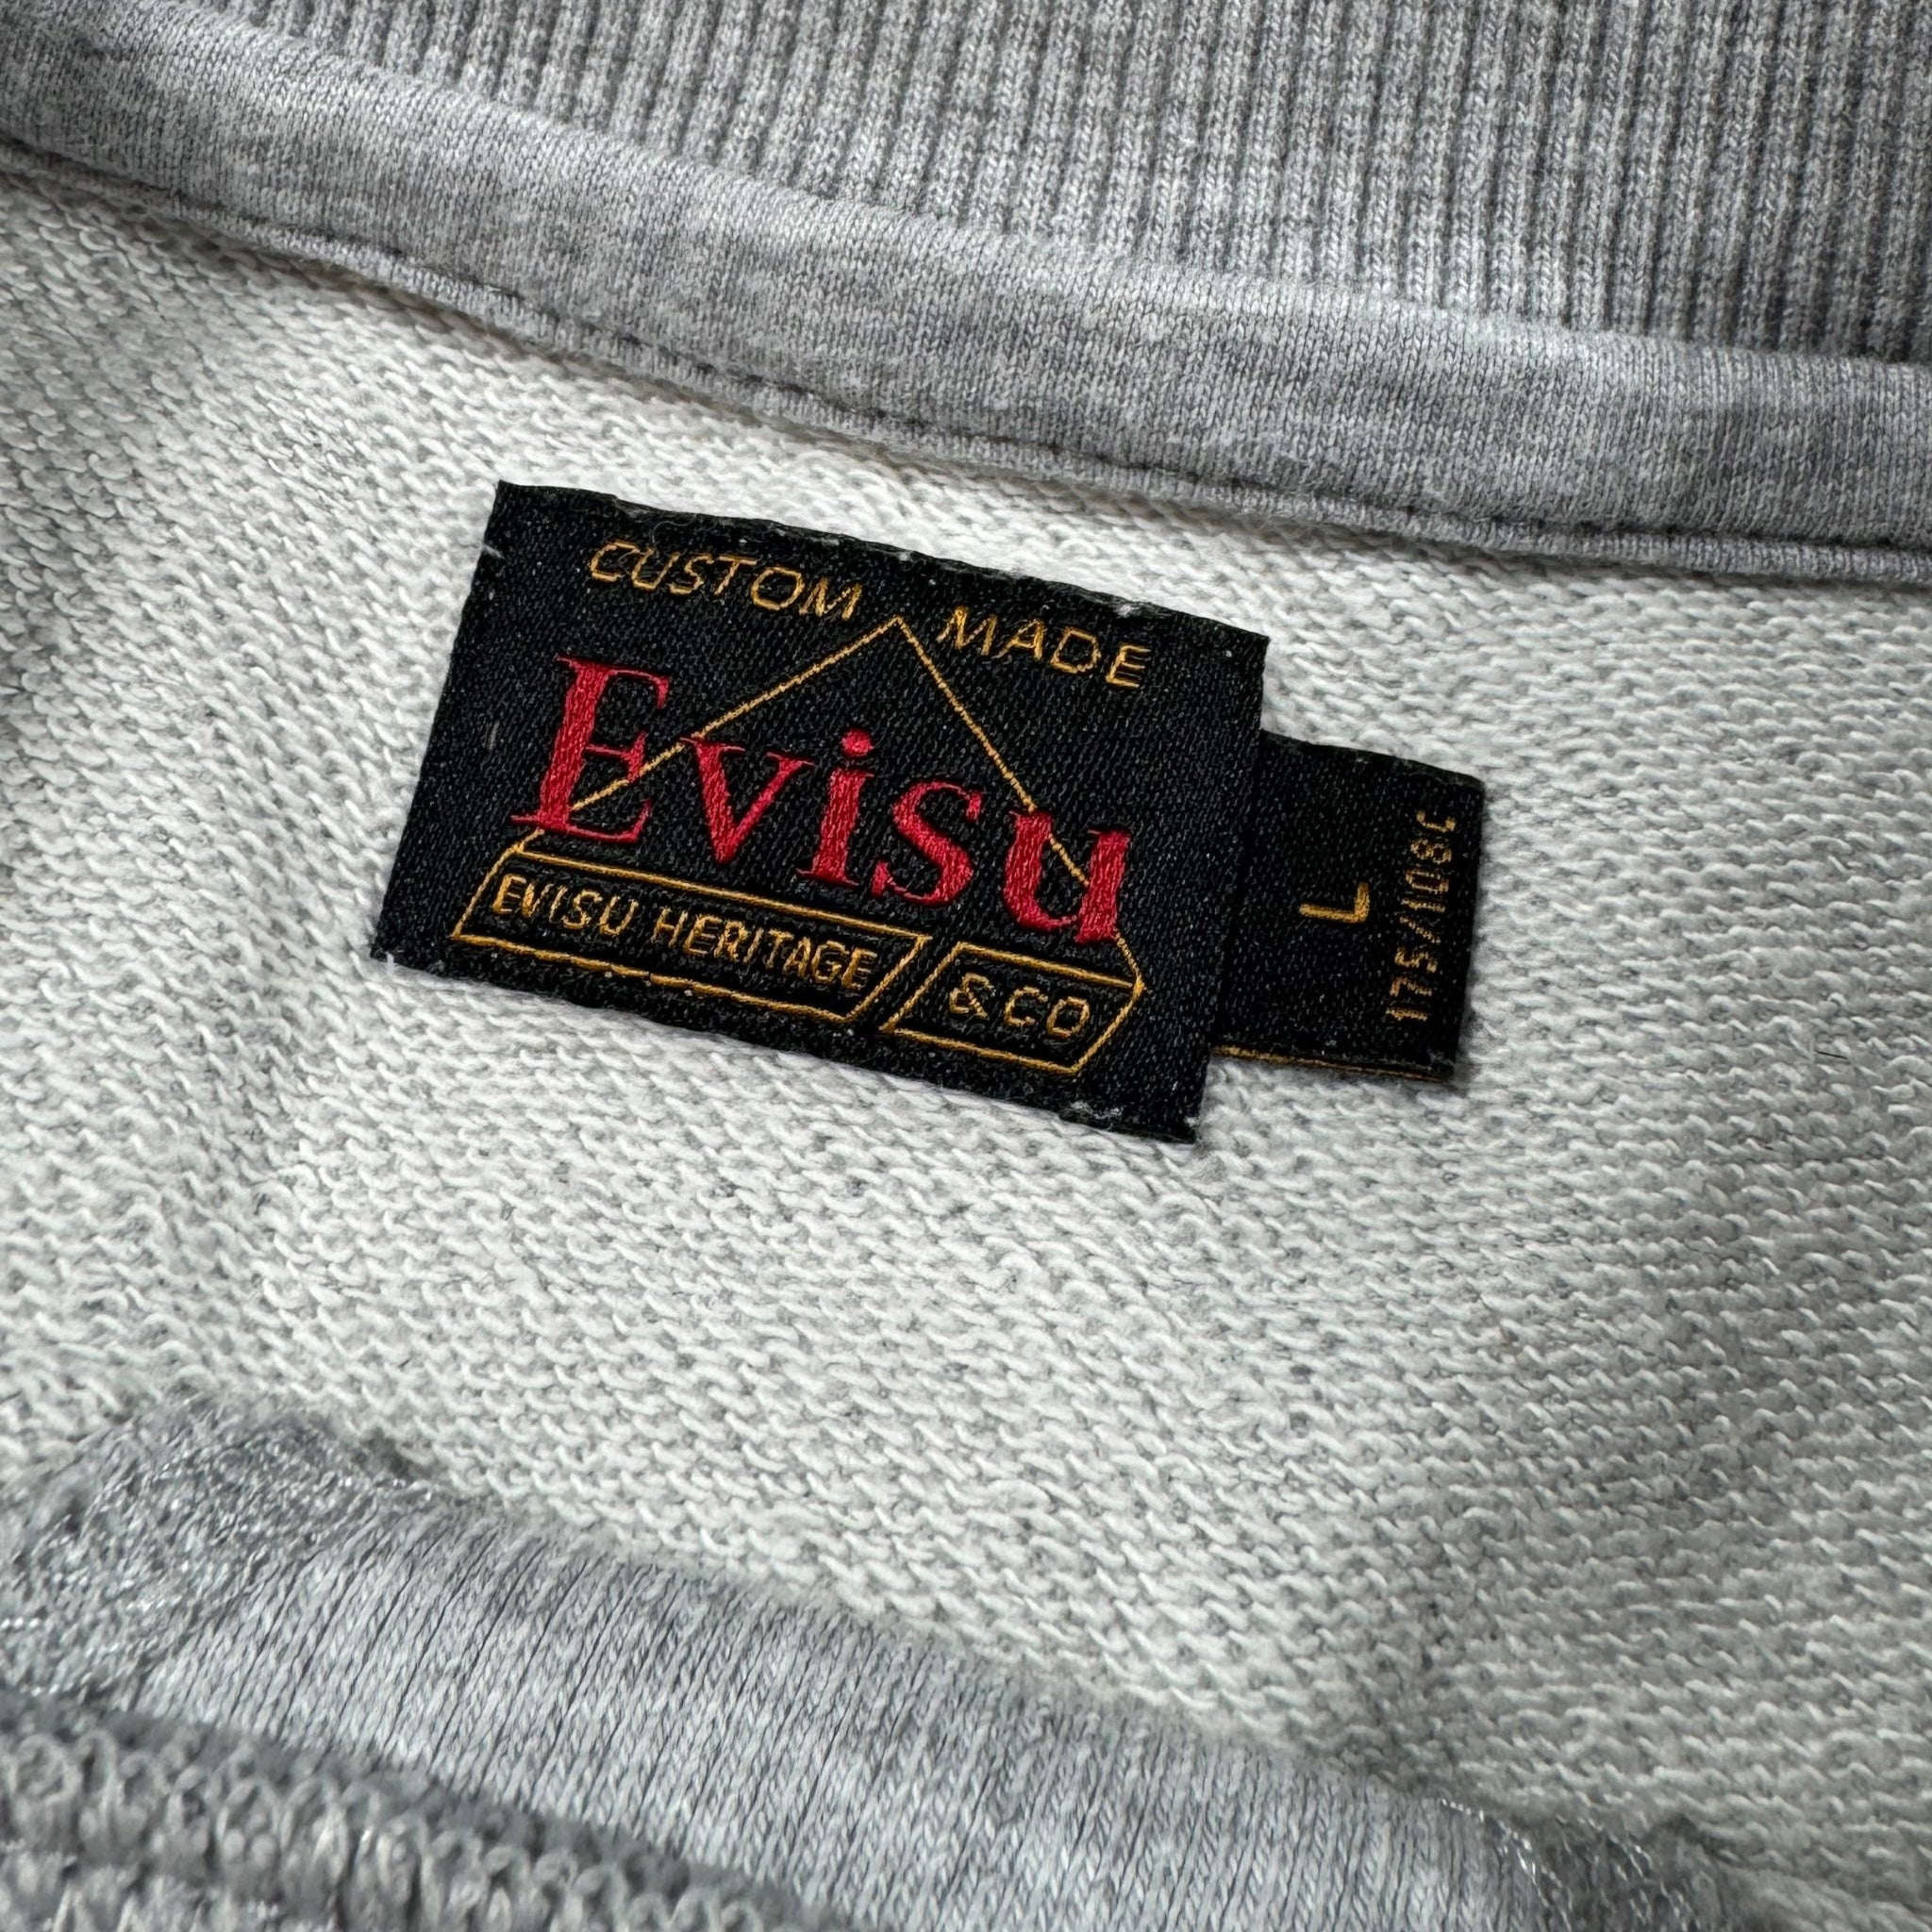 CUSTOM MADE
Evisu
EVISU HERITAGE & CO
L
175/108C